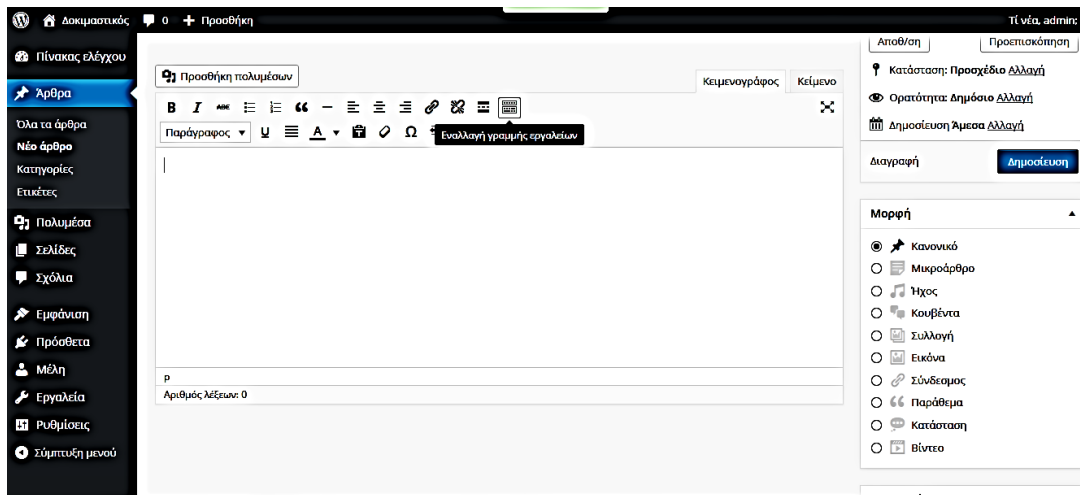 Δοκιμαστικός 0 Προσθήκη Τί νέα, admin;
Πίνακας ελέγχου
Άρθρα
Όλα τα άρθρα
Νέο άρθρο
Κατηγορίες
Ετικέτες
Πολυμέσα
Σελίδες
Σχόλια
Εμφάνιση
Πρόσθετα
Μέλη
Εργαλεία
Ρυθμίσεις
Σύμπτυξη μενού
Προσθήκη πολυμέσων
Κειμενογράφος Κείμενο
B I ABE
Παράγραφος U A Ω
Εναλλαγή γραμμής εργαλείων
p
Αριθμός λέξεων: 0
Αποθ/ση Προεπισκόπηση
Κατάσταση: Προσχέδιο Αλλαγή
Ορατότητα: Δημόσιο Αλλαγή
Δημοσίευση Άμεσα Αλλαγή
Διαγραφή Δημοσίευση
Μορφή
Κανονικό
Μικροάρθρο
Ήχος
Κουβέντα
Συλλογή
Εικόνα
Σύνδεσμος
Παράθεμα
Κατάσταση
Βίντεο